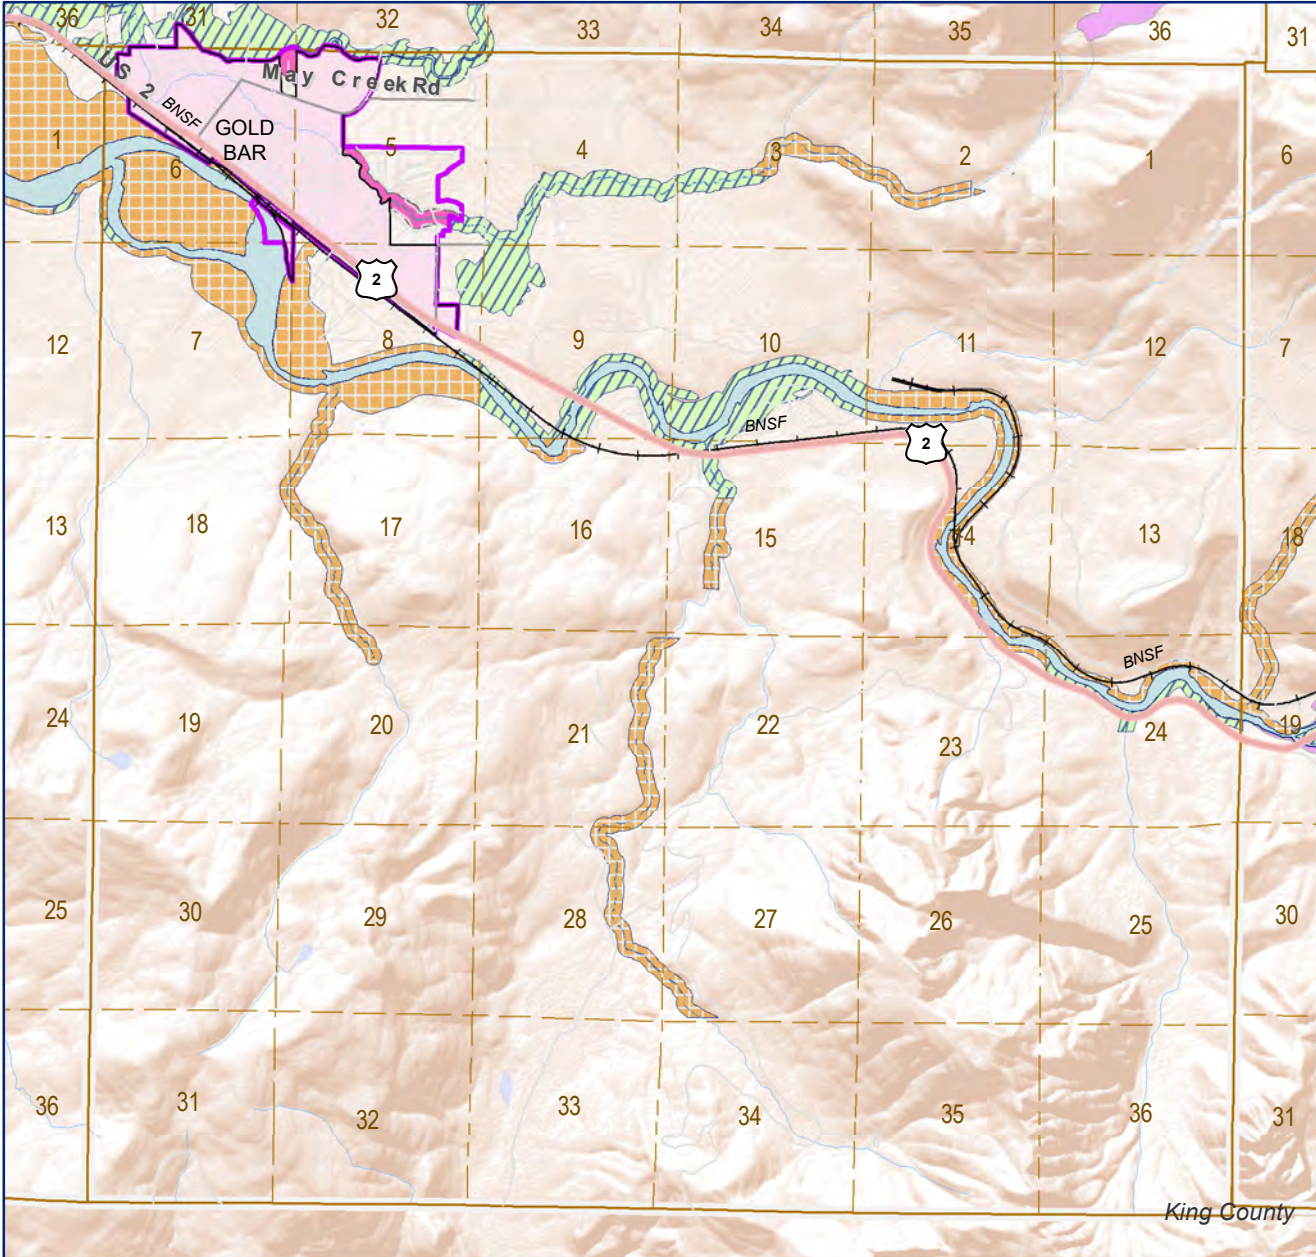 36 31 32 33 34 35 36 31
US 2
May Creek Rd
BNSF
GOLD
BAR
1 6 5 4 3 2 1 6
2
12 7 8 9 10 11 12 7
BNSF
2
13 18 17 16 15 14 13 18
BNSF
24 19 20 21 22 23 24 19
25 30 29 28 27 26 25 30
36 31 32 33 34 35 36 31
King County